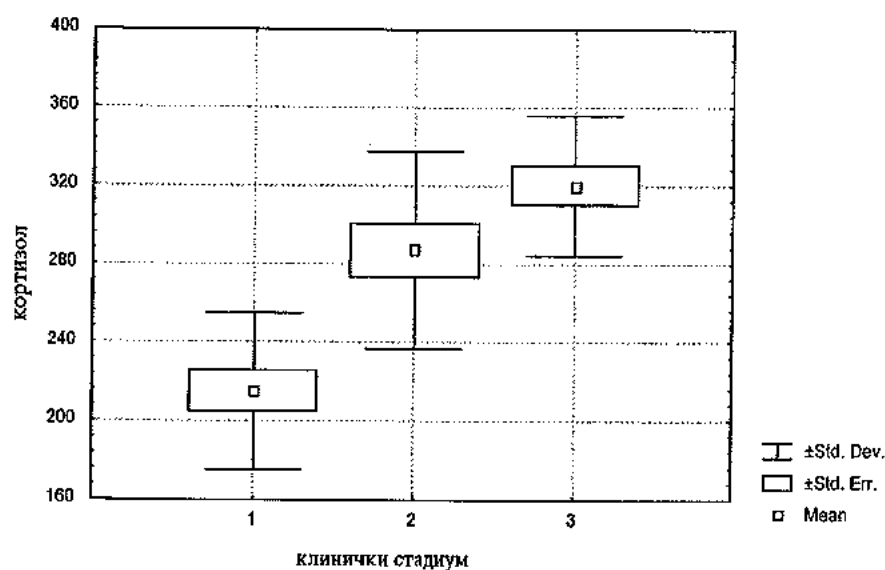 400
360
320
280
240
200
160
кортизол
1
2
3
клинички стадиум
±Std. Dev.
±Std. Err.
Mean